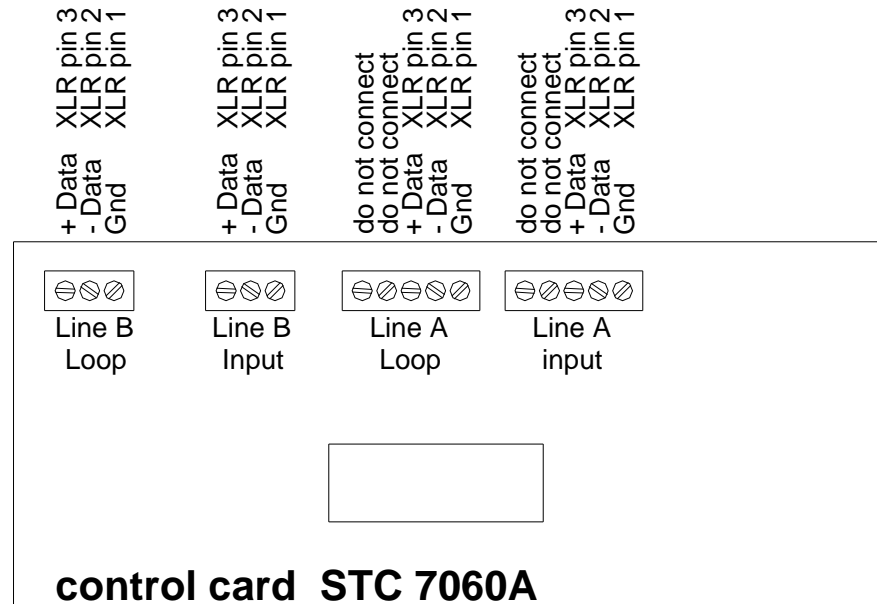 + Data XLR pin 3
- Data XLR pin 2
Gnd XLR pin 1
+ Data XLR pin 3
- Data XLR pin 2
Gnd XLR pin 1
do not connect
do not connect
+ Data XLR pin 3
- Data XLR pin 2
Gnd XLR pin 1
do not connect
do not connect
+ Data XLR pin 3
- Data XLR pin 2
Gnd XLR pin 1
Line B
Loop
Line B
Input
Line A
Loop
Line A
input
control card STC 7060A